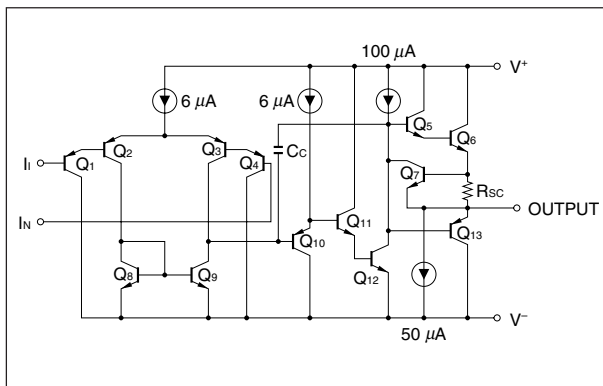 100 μA
V+
6 μA
6 μA
Q5
Q6
Q2
Q3
CC
II
Q1
Q4
Q7
RSC
IN
OUTPUT
Q11
Q10
Q13
Q8
Q9
Q12
50 μA
V−